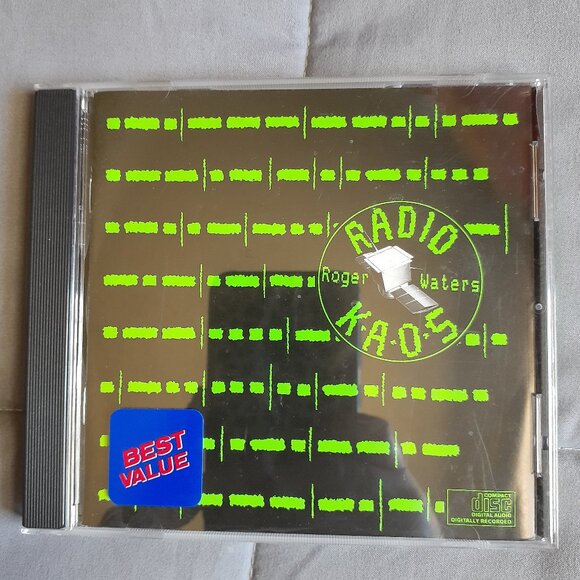 RADIO
Roger Waters
K.A.O.S
BEST
VALUE
COMPACT
disc
DIGITAL AUDIO
DIGITALLY RECORDED